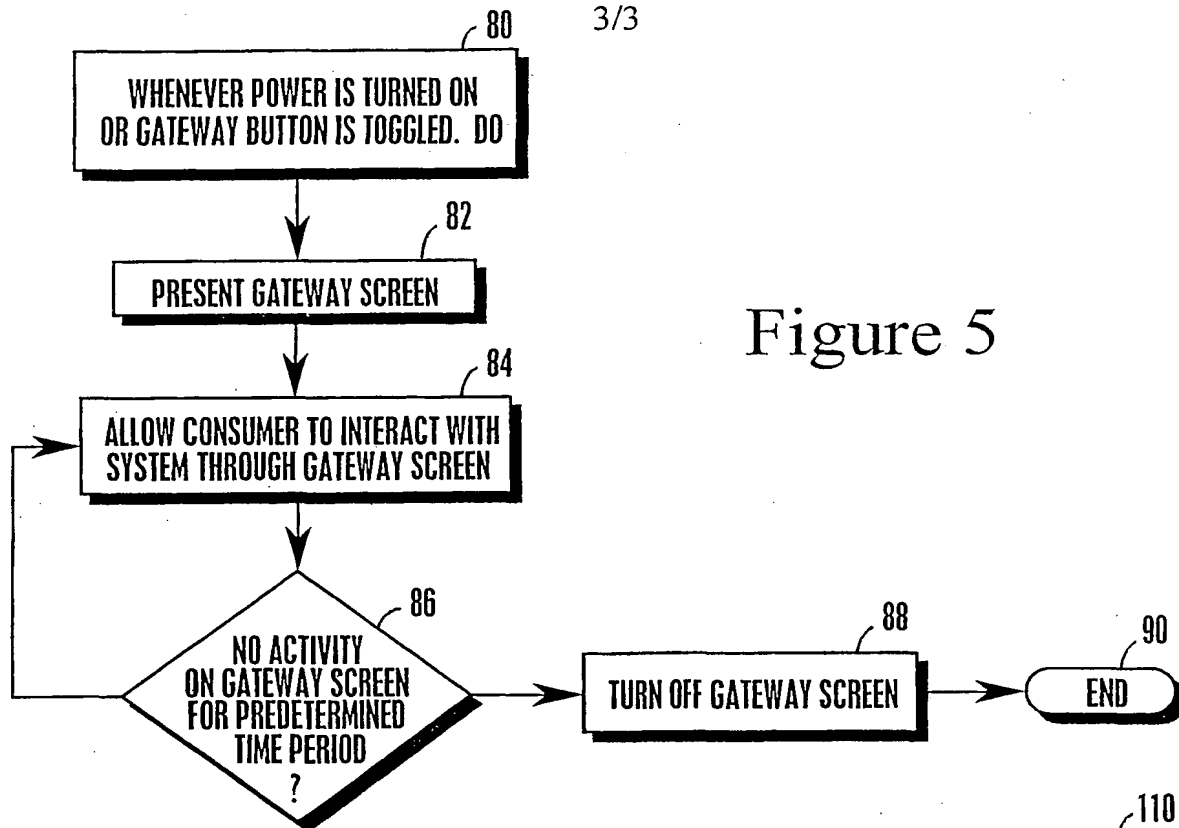 3/3
80
WHENEVER POWER IS TURNED ON
OR GATEWAY BUTTON IS TOGGLED. DO
82
PRESENT GATEWAY SCREEN
Figure 5
84
ALLOW CONSUMER TO INTERACT WITH
SYSTEM THROUGH GATEWAY SCREEN
86
NO ACTIVITY
ON GATEWAY SCREEN
FOR PREDETERMINED
TIME PERIOD
?
88
TURN OFF GATEWAY SCREEN
90
END
110